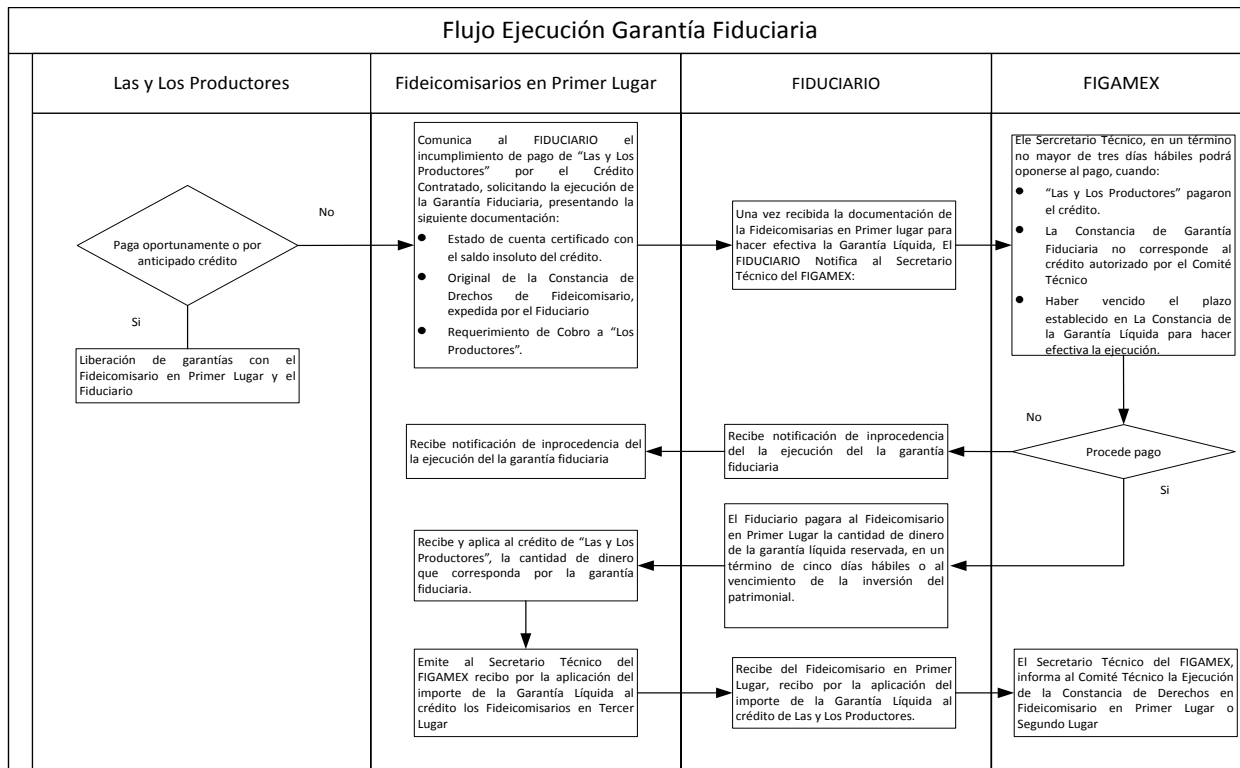 Flujo Ejecución Garantía Fiduciaria
Las y Los Productores
Fideicomisarios en Primer Lugar
FIDUCIARIO
FIGAMEX
Paga oportunamente o por
anticipado crédito
No
Si
Liberación de garantías con el
Fideicomisario en Primer Lugar y el
Fiduciario
Comunica al FIDUCIARIO el
incumplimiento de pago de “Las y Los
Productores” por el Crédito
Contratado, solicitando la ejecución de
la Garantía Fiduciaria, presentando la
siguiente documentación:
● Estado de cuenta certificado con
el saldo insoluto del crédito.
● Original de la Constancia de
Drechos de Fideicomisario,
expedida por el Fiduciario
● Requerimiento de Cobro a “Los
Productores”.
Una vez recibida la documentación de
la Fideicomisarias en Primer lugar para
hacer efectiva la Garantía Líquida, El
FIDUCIARIO Notifica al Secretario
Técnico del FIGAMEX:
Ele Sercretario Técnico, en un término
no mayor de tres días hábiles podrá
oponerse al pago, cuando:
● “Las y Los Productores” pagaron
el crédito.
● La Constancia de Garantía
Fiduciaria no corresponde al
crédito autorizado por el Comité
Técnico
● Haber vencido el plazo
establecido en La Constancia de
la Garantía Líquida para hacer
efectiva la ejecución.
No
Procede pago
Si
Recibe notificación de inprocedencia
del la ejecución del la garantía
fiduciaria
Recibe notificación de inprocedencia del
la ejecución del la garantía fiduciaria
El Fiduciario pagara al Fideicomisario
en Primer Lugar la cantidad de dinero
de la garantía líquida reservada, en un
término de cinco días hábiles o al
vencimiento de la inversión del
patrimonial.
Recibe y aplica al crédito de “Las y Los
Productores”, la cantidad de dinero
que corresponda por la garantía
fiduciaria.
Emite al Secretario Técnico del
FIGAMEX recibo por la aplicación del
importe de la Garantía Líquida al
crédito los Fideicomisarios en Tercer
Lugar
Recibe del Fideicomisario en Primer
Lugar, recibo por la aplicación del
importe de la Garantía Líquida al
crédito de Las y Los Productores.
El Secretario Técnico del FIGAMEX,
informa al Comité Técnico la Ejecución
de la Constancia de Derechos en
Fideicomisario en Primer Lugar o
Segundo Lugar